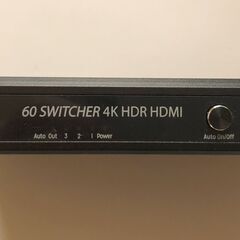 60 SWITCHER 4K HDR HDMI
Auto Out 3 2 1 Power
Auto On/Off